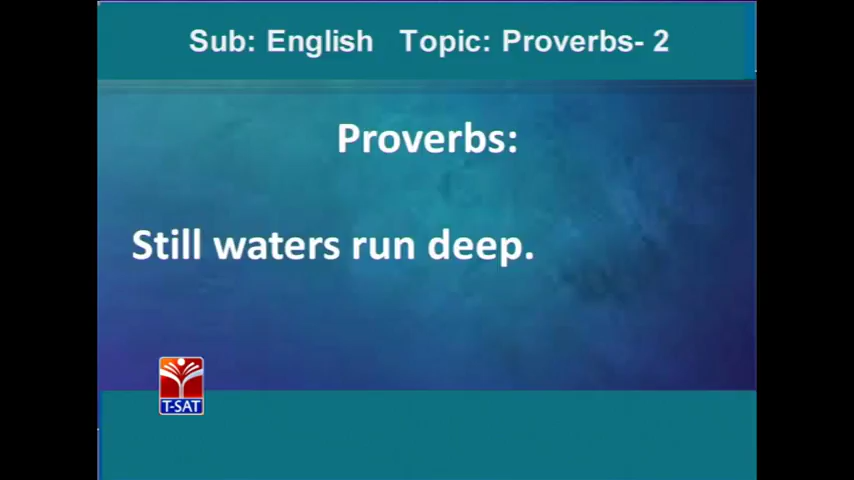 Sub: English Topic: Proverbs- 2
Proverbs:
Still waters run deep.
T-SAT